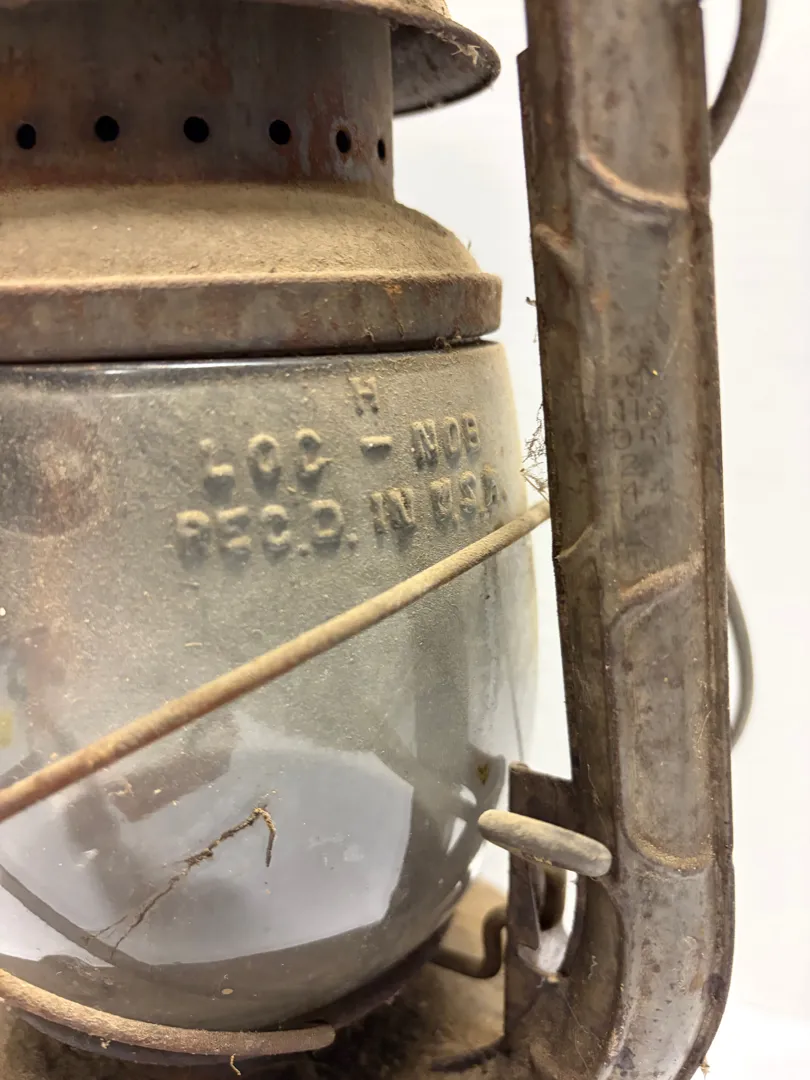 H
LOC - NOB
REG.D. IN U.S.A.